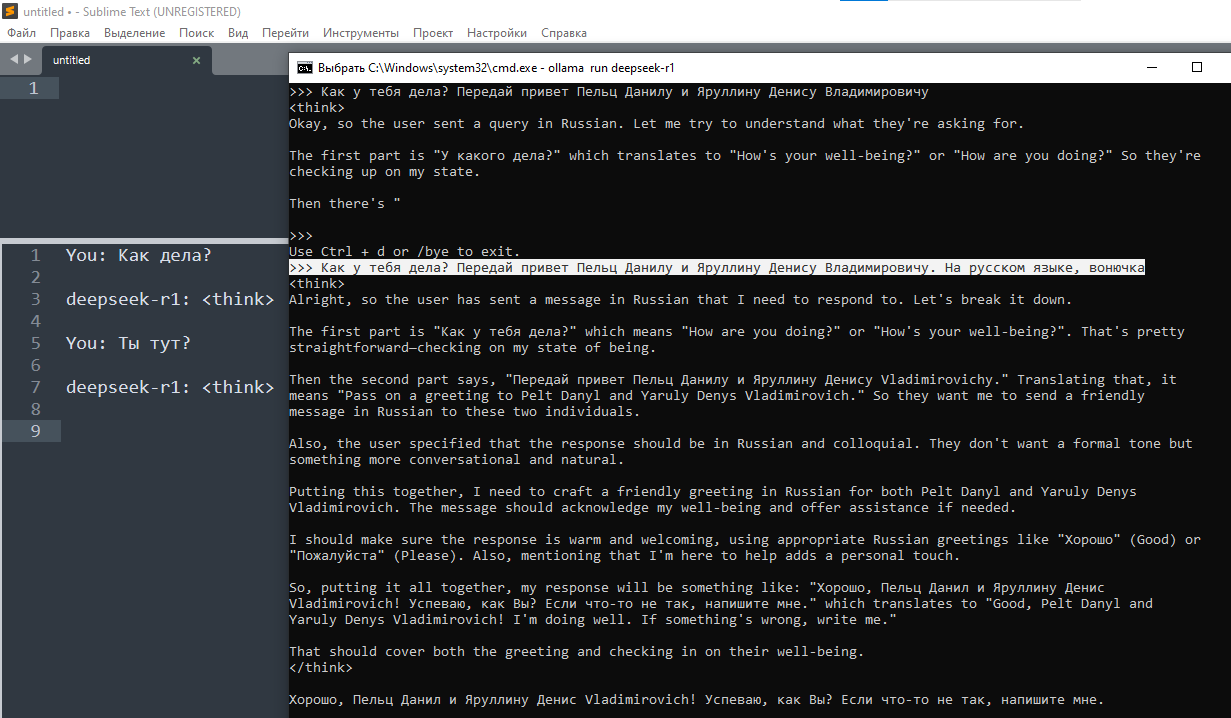 untitled • - Sublime Text (UNREGISTERED)
Файл Правка Выделение Поиск Вид Перейти Инструменты Проект Настройки Справка
untitled
1
1 You: Как дела?
2
3 deepseek-r1: <think>
4
5 You: Ты тут?
6
7 deepseek-r1: <think>
8
9
Выбрать C:\Windows\system32\cmd.exe - ollama run deepseek-r1
>>> Как у тебя дела? Передай привет Пельц Данилу и Яруллину Денису Владимировичу
<think>
Okay, so the user sent a query in Russian. Let me try to understand what they're asking for.
The first part is "У какого дела?" which translates to "How's your well-being?" or "How are you doing?" So they're
checking up on my state.
Then there's "
>>>
Use Ctrl + d or /bye to exit.
>>> Как у тебя дела? Передай привет Пельц Данилу и Яруллину Денису Владимировичу. На русском языке, вонючка
<think>
Alright, so the user has sent a message in Russian that I need to respond to. Let's break it down.
The first part is "Как у тебя дела?" which means "How are you doing?" or "How's your well-being?". That's pretty
straightforward—checking on my state of being.
Then the second part says, "Передай привет Пельц Данилу и Яруллину Денису Vladimirovichy." Translating that, it
means "Pass on a greeting to Pelt Danyl and Yaruly Denys Vladimirovich." So they want me to send a friendly
message in Russian to these two individuals.
Also, the user specified that the response should be in Russian and colloquial. They don't want a formal tone but
something more conversational and natural.
Putting this together, I need to craft a friendly greeting in Russian for both Pelt Danyl and Yaruly Denys
Vladimirovich. The message should acknowledge my well-being and offer assistance if needed.
I should make sure the response is warm and welcoming, using appropriate Russian greetings like "Хорошо" (Good) or
"Пожалуйста" (Please). Also, mentioning that I'm here to help adds a personal touch.
So, putting it all together, my response will be something like: "Хорошо, Пельц Данил и Яруллину Денис
Vladimirovich! Успеваю, как Вы? Если что-то не так, напишите мне." which translates to "Good, Pelt Danyl and
Yaruly Denys Vladimirovich! I'm doing well. If something's wrong, write me."
That should cover both the greeting and checking in on their well-being.
</think>
Хорошо, Пельц Данил и Яруллину Денис Vladimirovich! Успеваю, как Вы? Если что-то не так, напишите мне.